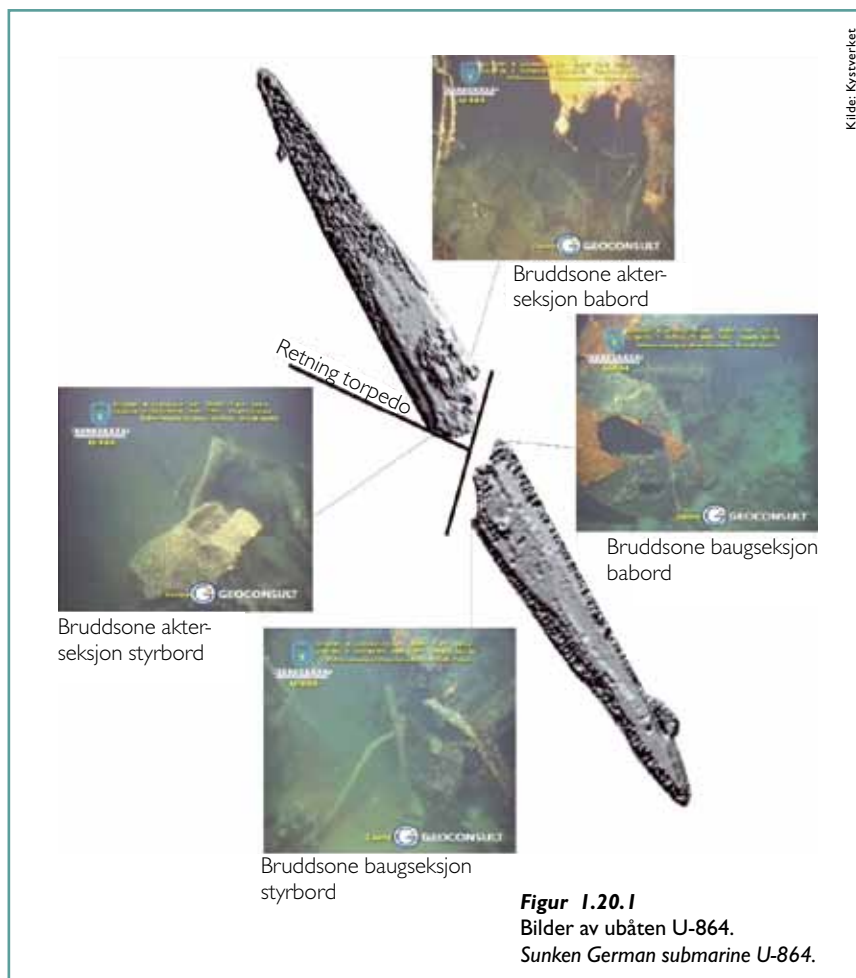 Kilde: Kystverket
GEOCONSULT
Bruddsone akter-
seksjon babord
Retning torpedo
GEOCONSULT
Bruddsone baugseksjon
babord
GEOCONSULT
Bruddsone akter-
seksjon styrbord
GEOCONSULT
Bruddsone baugseksjon
styrbord
Figur 1.20.1
Bilder av ubåten U-864.
Sunken German submarine U-864.